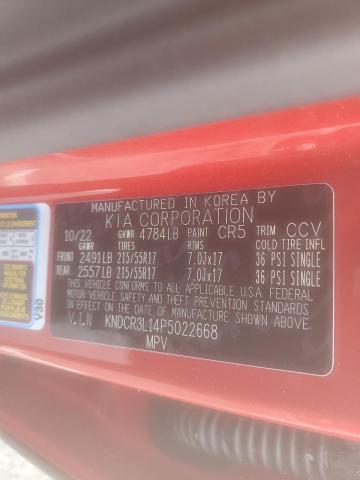 MANUFACTURED IN KOREA BY
KIA CORPORATION
10/22 GVWR 4784LB PAINT CR5 TRIM CCV
GAWR TIRES RIMS COLD TIRE INFL
FRONT 2491LB 215/55R17 7.0JX17 36 PSI SINGLE
REAR 2557LB 215/55R17 7.0JX17 36 PSI SINGLE
THIS VEHICLE CONFORMS TO ALL APPLICABLE U.S.A. FEDERAL
MOTOR VEHICLE SAFETY, BUMPER, AND THEFT PREVENTION STANDARDS
IN EFFECT ON THE DATE OF MANUFACTURE SHOWN ABOVE.
V.I.N KNDCR3L14P5022668
MPV
V30